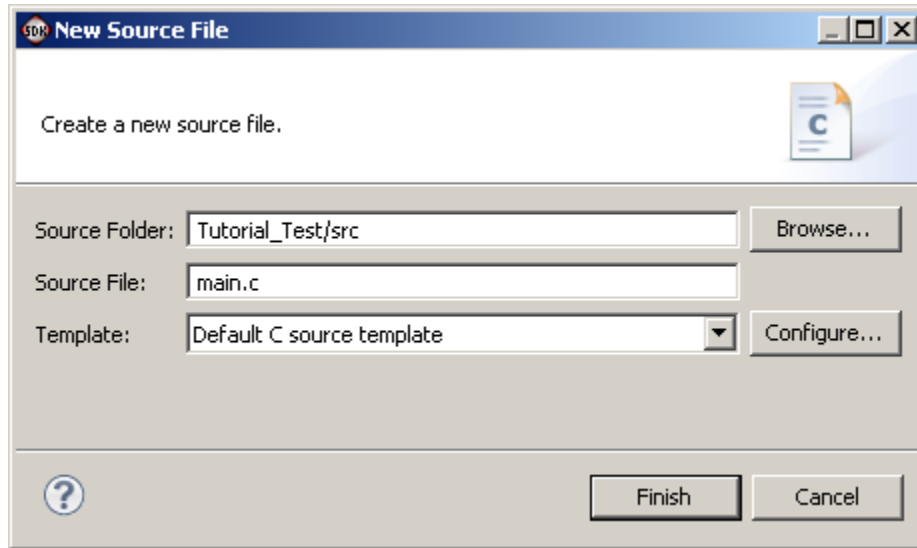 SDK New Source File
Create a new source file.
C
Source Folder: Tutorial_Test/src Browse...
Source File: main.c
Template: Default C source template Configure...
? Finish Cancel